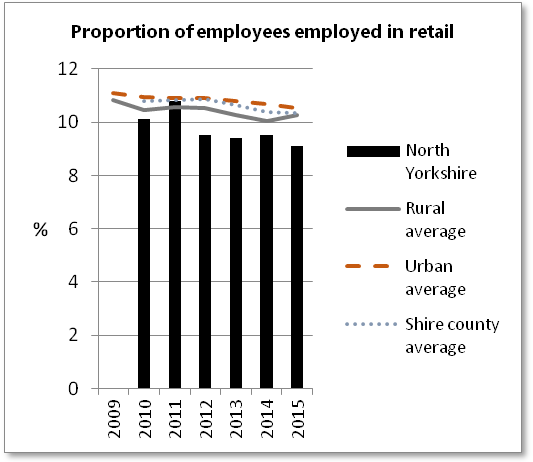 Proportion of employees employed in retail
12
10
8
6
4
2
0
%
2009
2010
2011
2012
2013
2014
2015
North
Yorkshire
Rural
average
Urban
average
Shire county
average